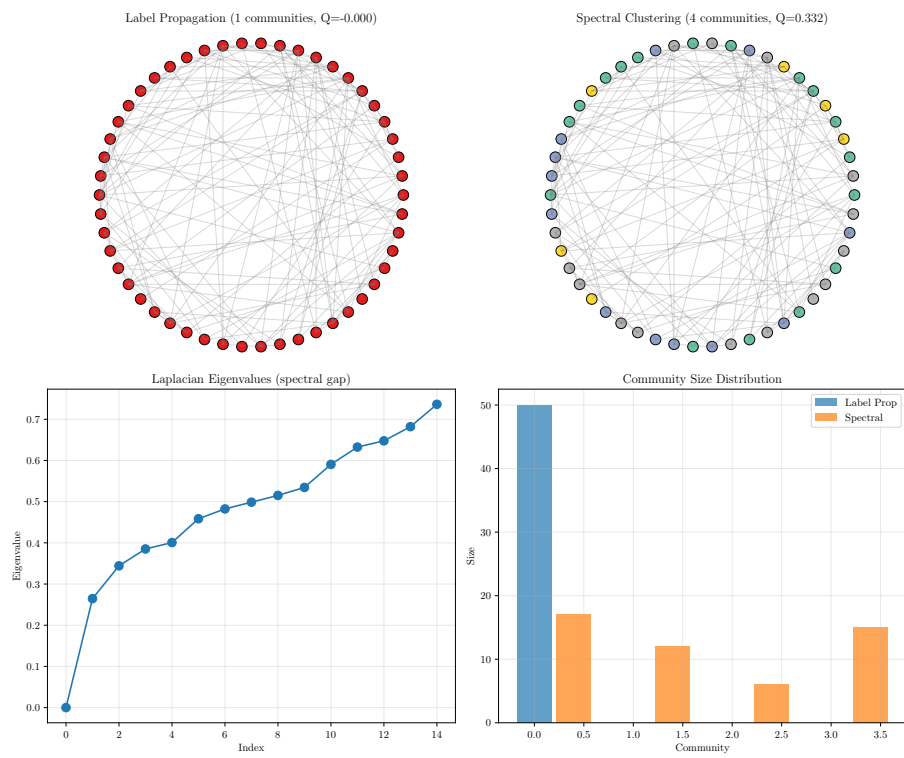 Label Propagation (1 communities, Q=-0.000)
Spectral Clustering (4 communities, Q=0.332)
Laplacian Eigenvalues (spectral gap)
Eigenvalue
0.7
0.6
0.5
0.4
0.3
0.2
0.1
0.0
0 2 4 6 8 10 12 14
Index
Community Size Distribution
Label Prop
Spectral
Size
50
40
30
20
10
0
0.0 0.5 1.0 1.5 2.0 2.5 3.0 3.5
Community